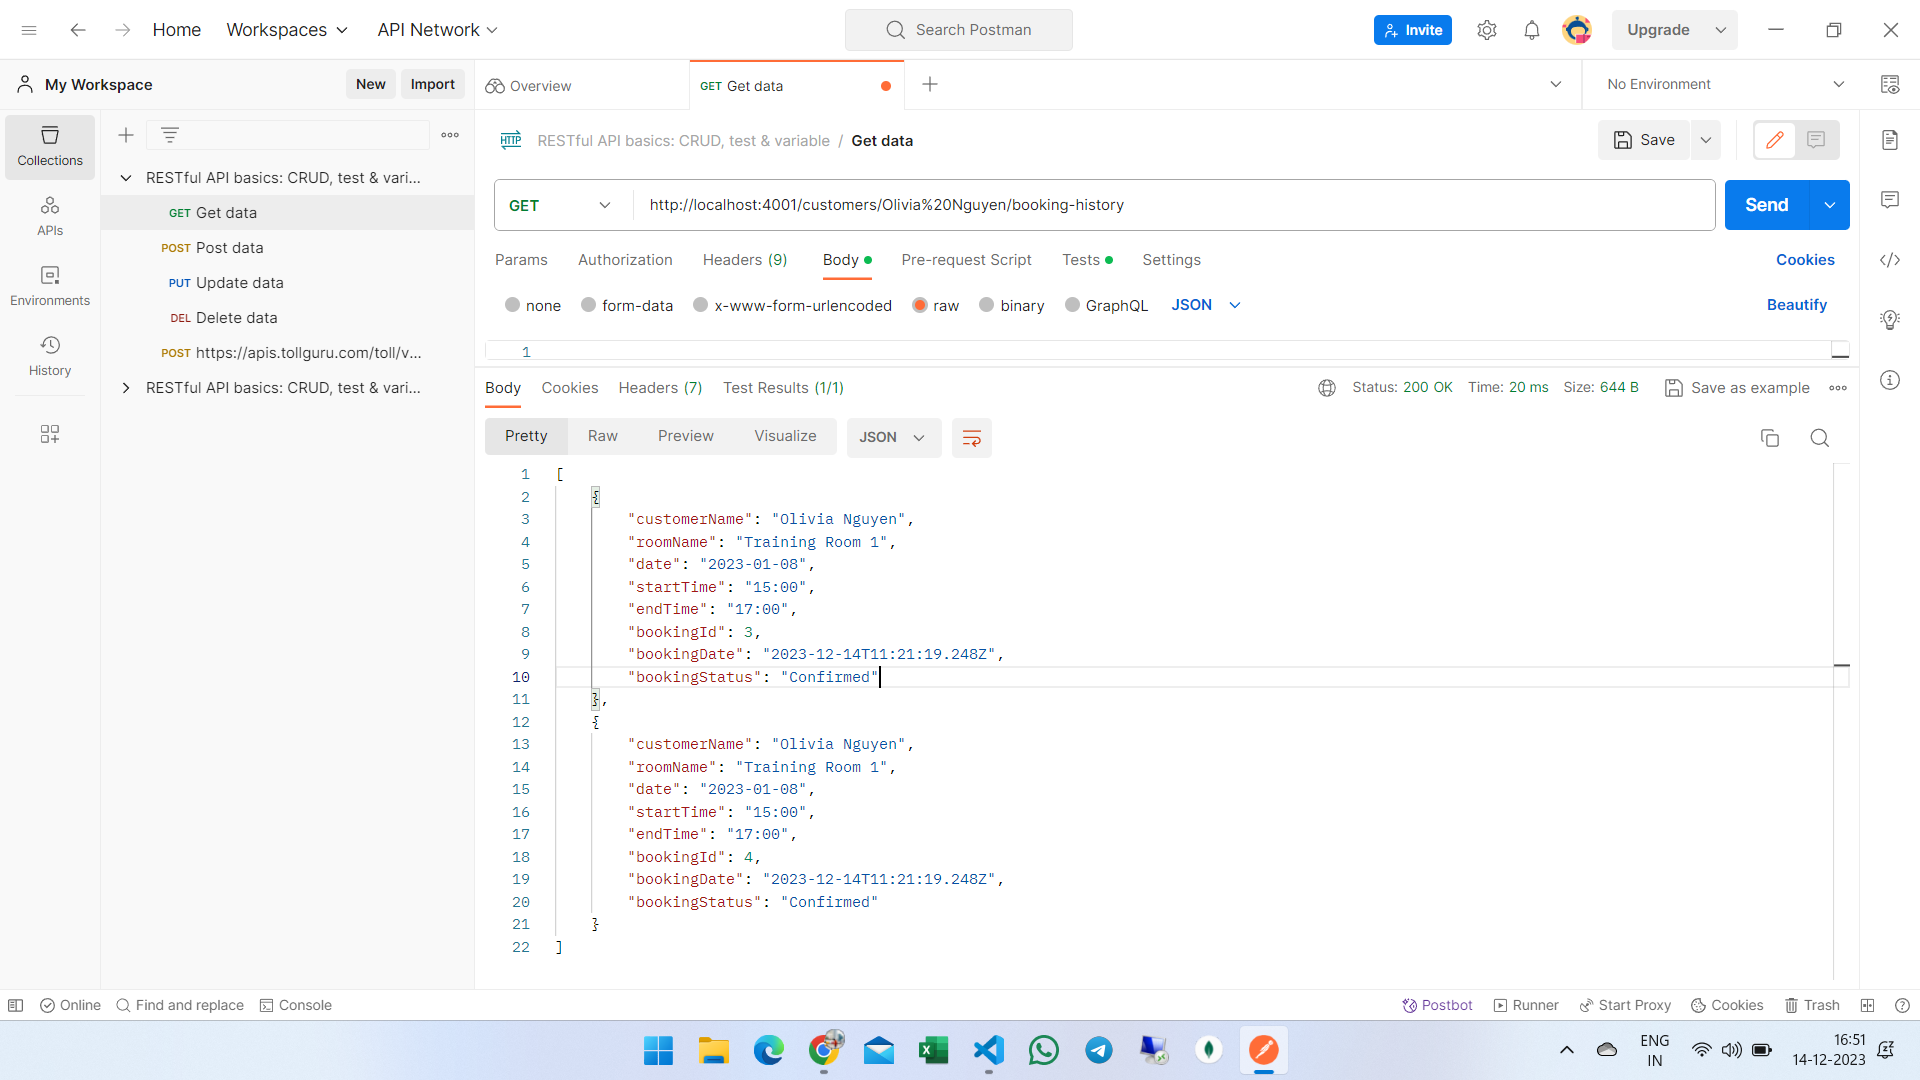 Home
Workspaces
API Network
Search Postman
Invite
Upgrade
My Workspace
New
Import
Overview
GET Get data
No Environment
Collections
APIs
Environments
History
RESTful API basics: CRUD, test & vari...
GET Get data
POST Post data
PUT Update data
DEL Delete data
POST https://apis.tollguru.com/toll/v...
RESTful API basics: CRUD, test & vari...
HTTP RESTful API basics: CRUD, test & variable / Get data
Save
GET http://localhost:4001/customers/Olivia%20Nguyen/booking-history
Send
Params Authorization Headers (9) Body Pre-request Script Tests Settings Cookies
none form-data x-www-form-urlencoded raw binary GraphQL JSON Beautify
1
Body Cookies Headers (7) Test Results (1/1) Status: 200 OK Time: 20 ms Size: 644 B Save as example
Pretty Raw Preview Visualize JSON
1 [
2 {
3 "customerName": "Olivia Nguyen",
4 "roomName": "Training Room 1",
5 "date": "2023-01-08",
6 "startTime": "15:00",
7 "endTime": "17:00",
8 "bookingId": 3,
9 "bookingDate": "2023-12-14T11:21:19.248Z",
10 "bookingStatus": "Confirmed"
11 },
12 {
13 "customerName": "Olivia Nguyen",
14 "roomName": "Training Room 1",
15 "date": "2023-01-08",
16 "startTime": "15:00",
17 "endTime": "17:00",
18 "bookingId": 4,
19 "bookingDate": "2023-12-14T11:21:19.248Z",
20 "bookingStatus": "Confirmed"
21 }
22 ]
Online Find and replace Console Postbot Runner Start Proxy Cookies Trash
ENG
IN
16:51
14-12-2023